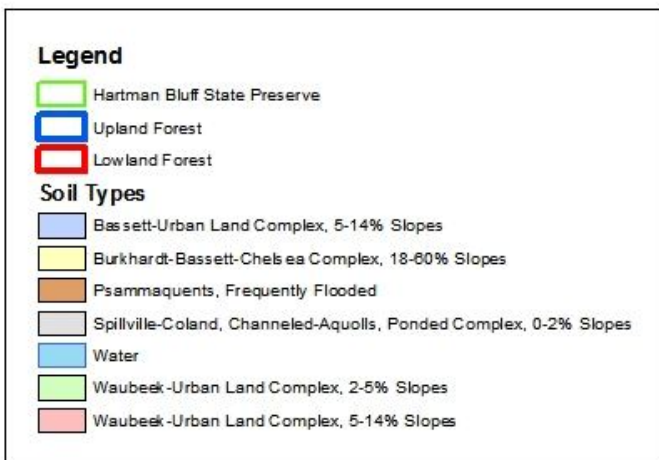 Legend
Hartman Bluff State Preserve
Upland Forest
Lowland Forest
Soil Types
Bassett-Urban Land Complex, 5-14% Slopes
Burkhardt-Bassett-Chelsea Complex, 18-60% Slopes
Psammaquents, Frequently Flooded
Spillville-Coland, Channeled-Aquolls, Ponded Complex, 0-2% Slopes
Water
Waubeek-Urban Land Complex, 2-5% Slopes
Waubeek-Urban Land Complex, 5-14% Slopes